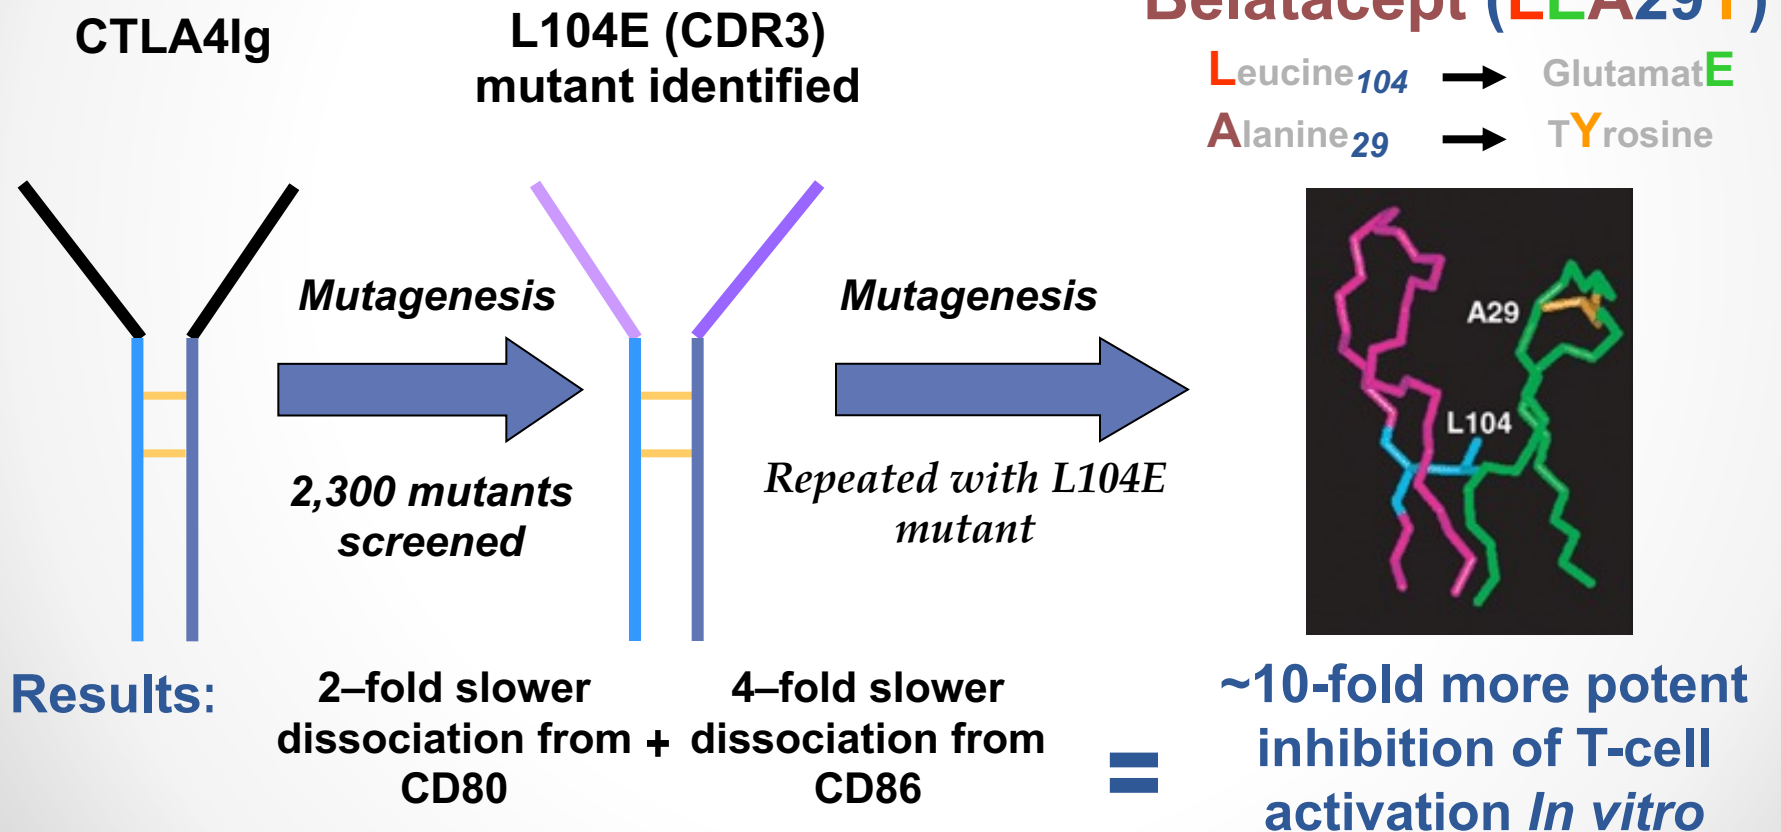 CTLA4Ig
L104E (CDR3)
mutant identified
Belatacept (LEA29Y)
Leucine104 → GlutamatE
Alanine29 → TYrosine
Mutagenesis
2,300 mutants
screened
Mutagenesis
Repeated with L104E
mutant
A29
L104
Results:
2–fold slower
dissociation from
CD80
+
4–fold slower
dissociation from
CD86
=
~10-fold more potent
inhibition of T-cell
activation In vitro